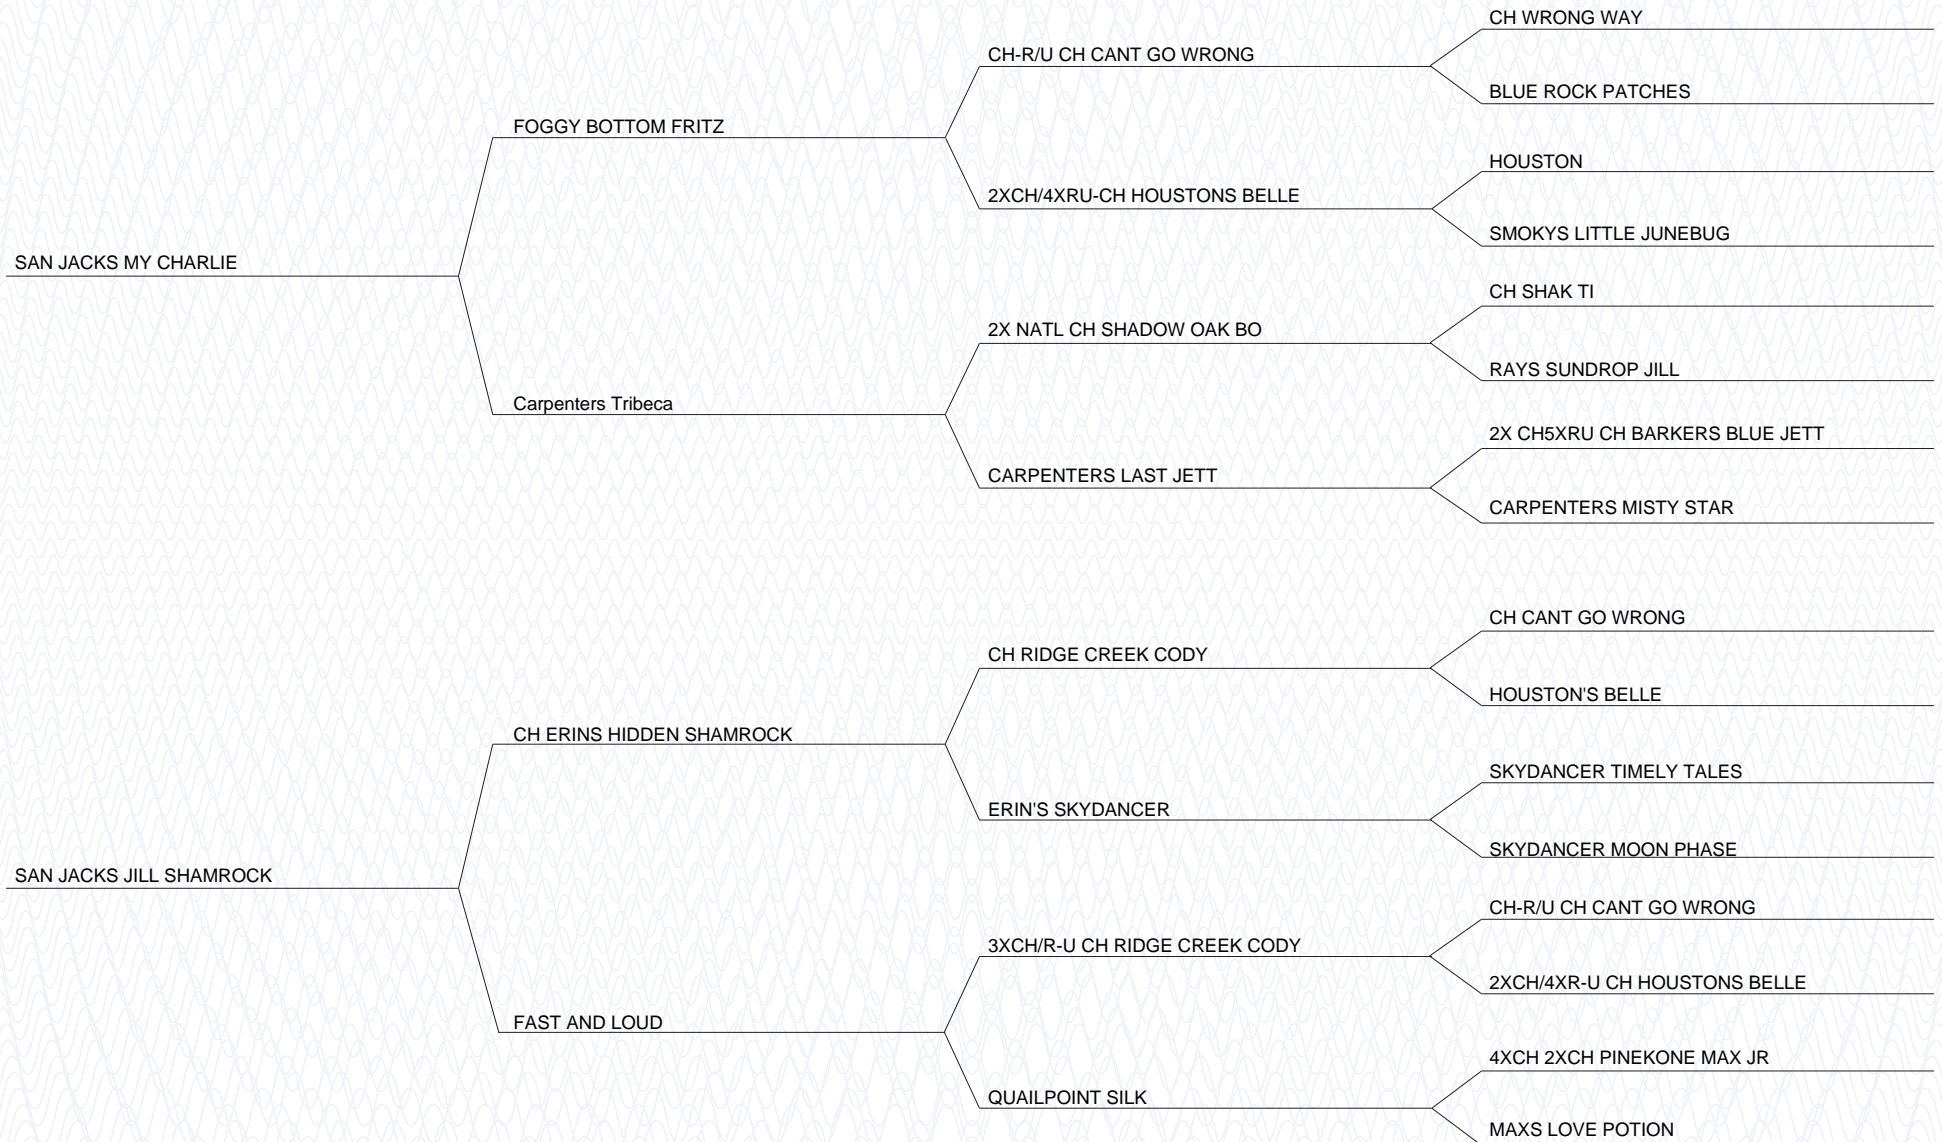 CH WRONG WAY
CH-R/U CH CANT GO WRONG
BLUE ROCK PATCHES
FOGGY BOTTOM FRITZ
HOUSTON
2XCH/4XRU-CH HOUSTONS BELLE
SMOKYS LITTLE JUNEBUG
SAN JACKS MY CHARLIE
CH SHAK TI
2X NATL CH SHADOW OAK BO
RAYS SUNDROP JILL
Carpenters Tribeca
2X CH5XRU CH BARKERS BLUE JETT
CARPENTERS LAST JETT
CARPENTERS MISTY STAR
CH CANT GO WRONG
CH RIDGE CREEK CODY
HOUSTON'S BELLE
CH ERINS HIDDEN SHAMROCK
SKYDANCER TIMELY TALES
ERIN'S SKYDANCER
SKYDANCER MOON PHASE
SAN JACKS JILL SHAMROCK
CH-R/U CH CANT GO WRONG
3XCH/R-U CH RIDGE CREEK CODY
2XCH/4XR-U CH HOUSTONS BELLE
FAST AND LOUD
4XCH 2XCH PINEKONE MAX JR
QUAILPOINT SILK
MAXS LOVE POTION